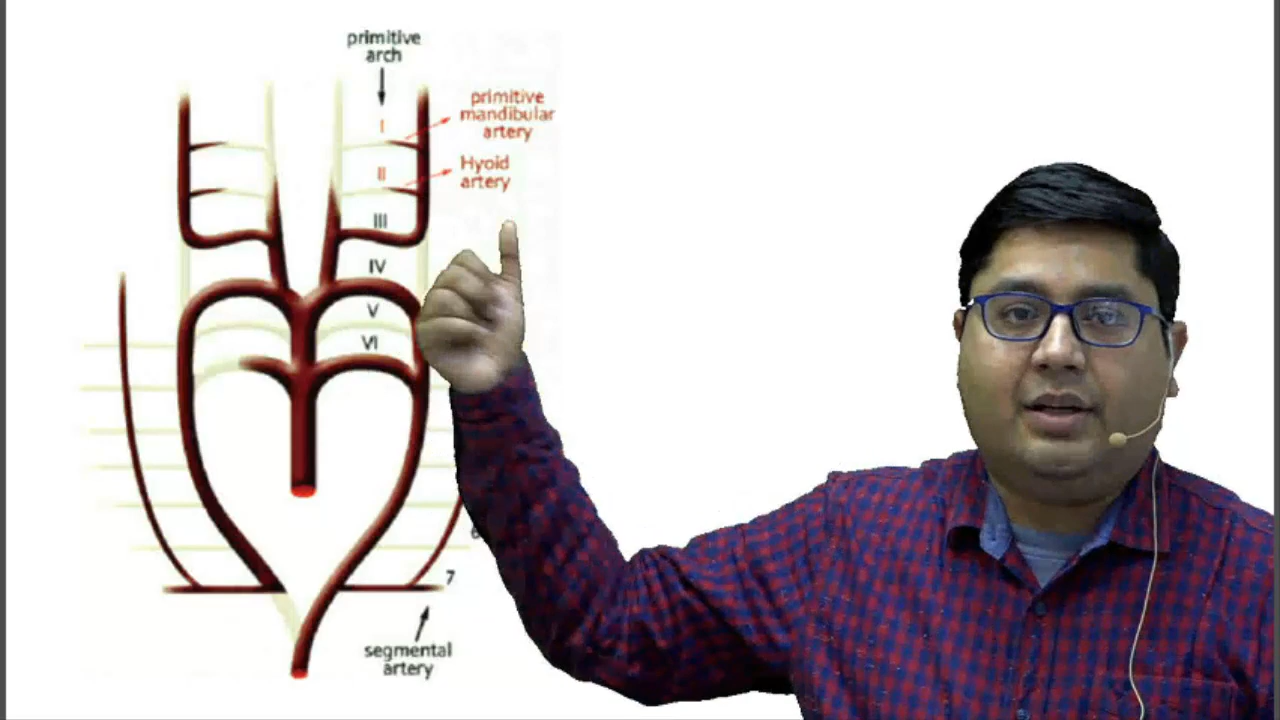 primitive
arch
I
primitive
mandibular
artery
II
Hyoid
artery
III
IV
V
VI
7
segmental
artery